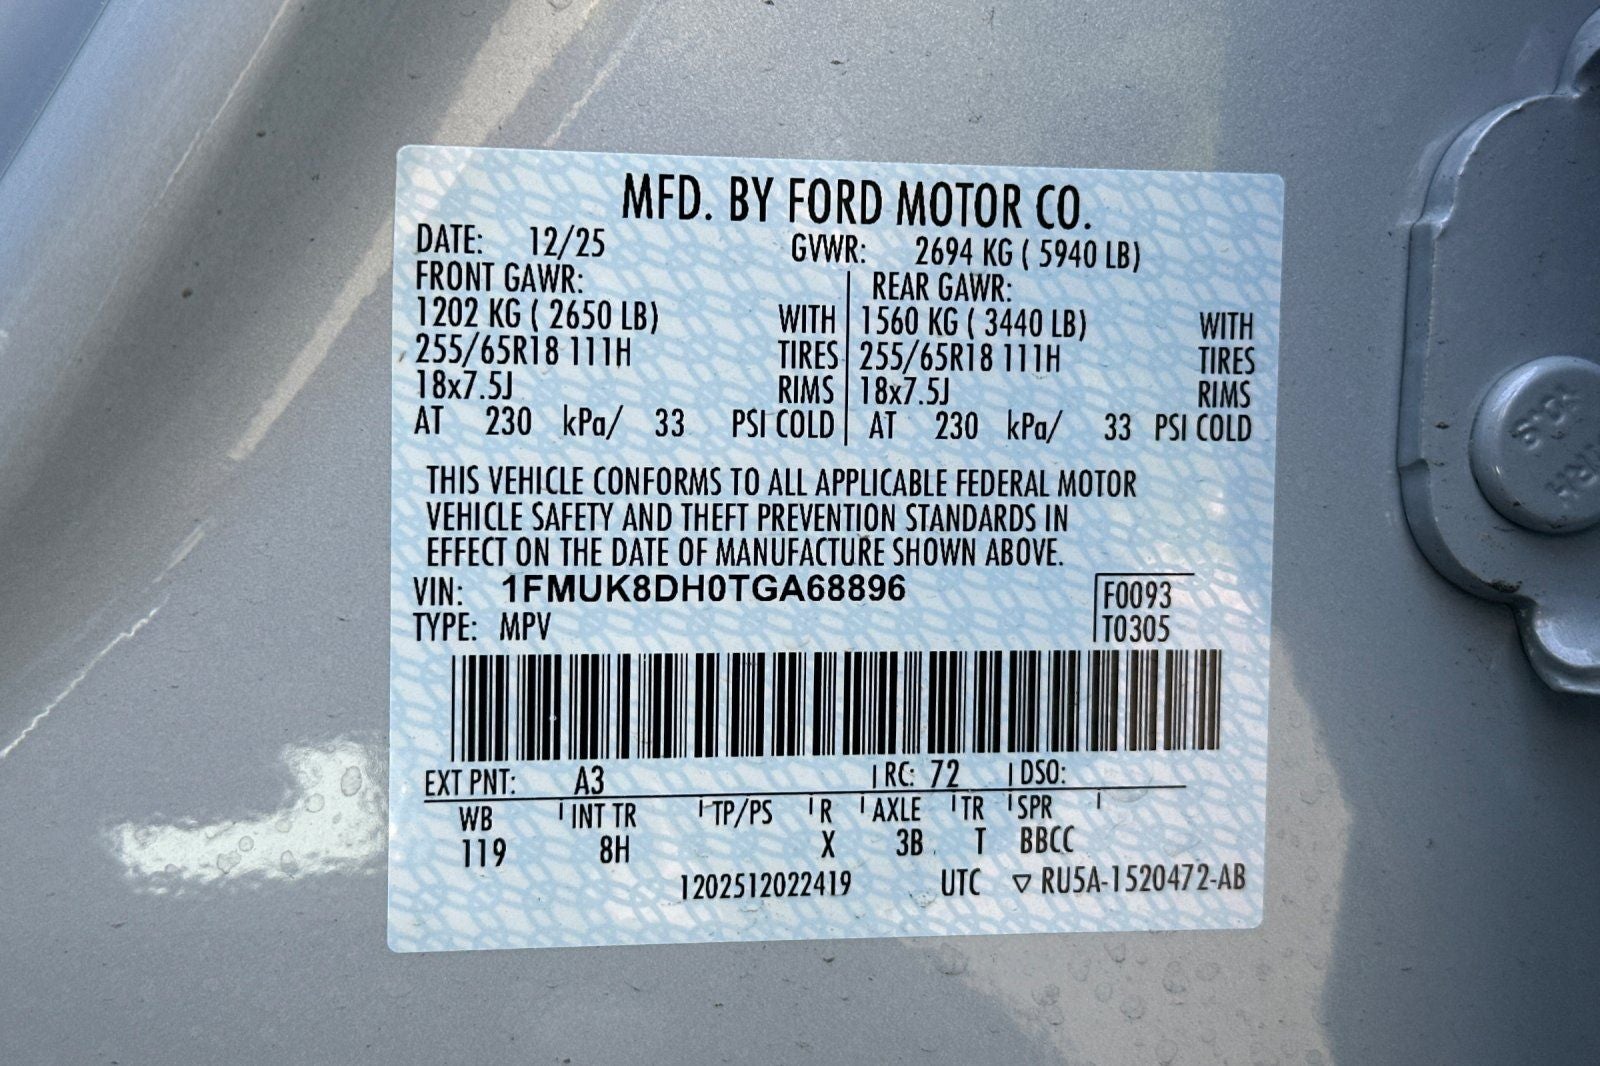 MFD. BY FORD MOTOR CO.
DATE: 12/25 GVWR: 2694 KG ( 5940 LB)
FRONT GAWR: REAR GAWR:
1202 KG ( 2650 LB) WITH 1560 KG ( 3440 LB) WITH
255/65R18 111H TIRES 255/65R18 111H TIRES
18x7.5J RIMS 18x7.5J RIMS
AT 230 kPa/ 33 PSI COLD AT 230 kPa/ 33 PSI COLD
THIS VEHICLE CONFORMS TO ALL APPLICABLE FEDERAL MOTOR
VEHICLE SAFETY AND THEFT PREVENTION STANDARDS IN
EFFECT ON THE DATE OF MANUFACTURE SHOWN ABOVE.
VIN: 1FMUK8DH0TGA68896 F0093
TYPE: MPV T0305
EXT PNT: A3 RC: 72 DSO:
WB INT TR TP/PS R AXLE TR SPR
119 8H X 3B T BBCC
1202512022419 UTC ▽ RU5A-1520472-AB